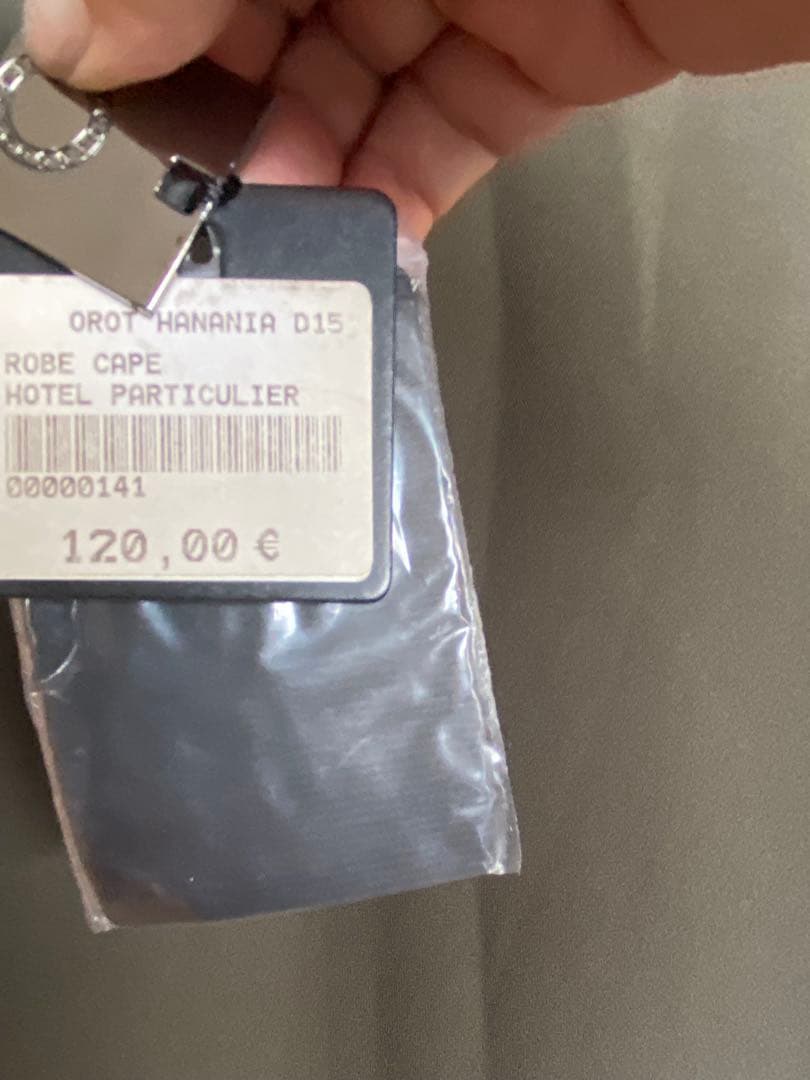 OROT HANANIA D15
ROBE CAPE
HOTEL PARTICULIER
00000141
120,00 €